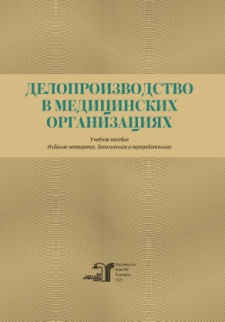 ДЕЛОПРОИЗВОДСТВО
В МЕДИЦИНСКИХ
ОРГАНИЗАЦИЯХ
Учебное пособие
Издание четвертое, дополненное и переработанное